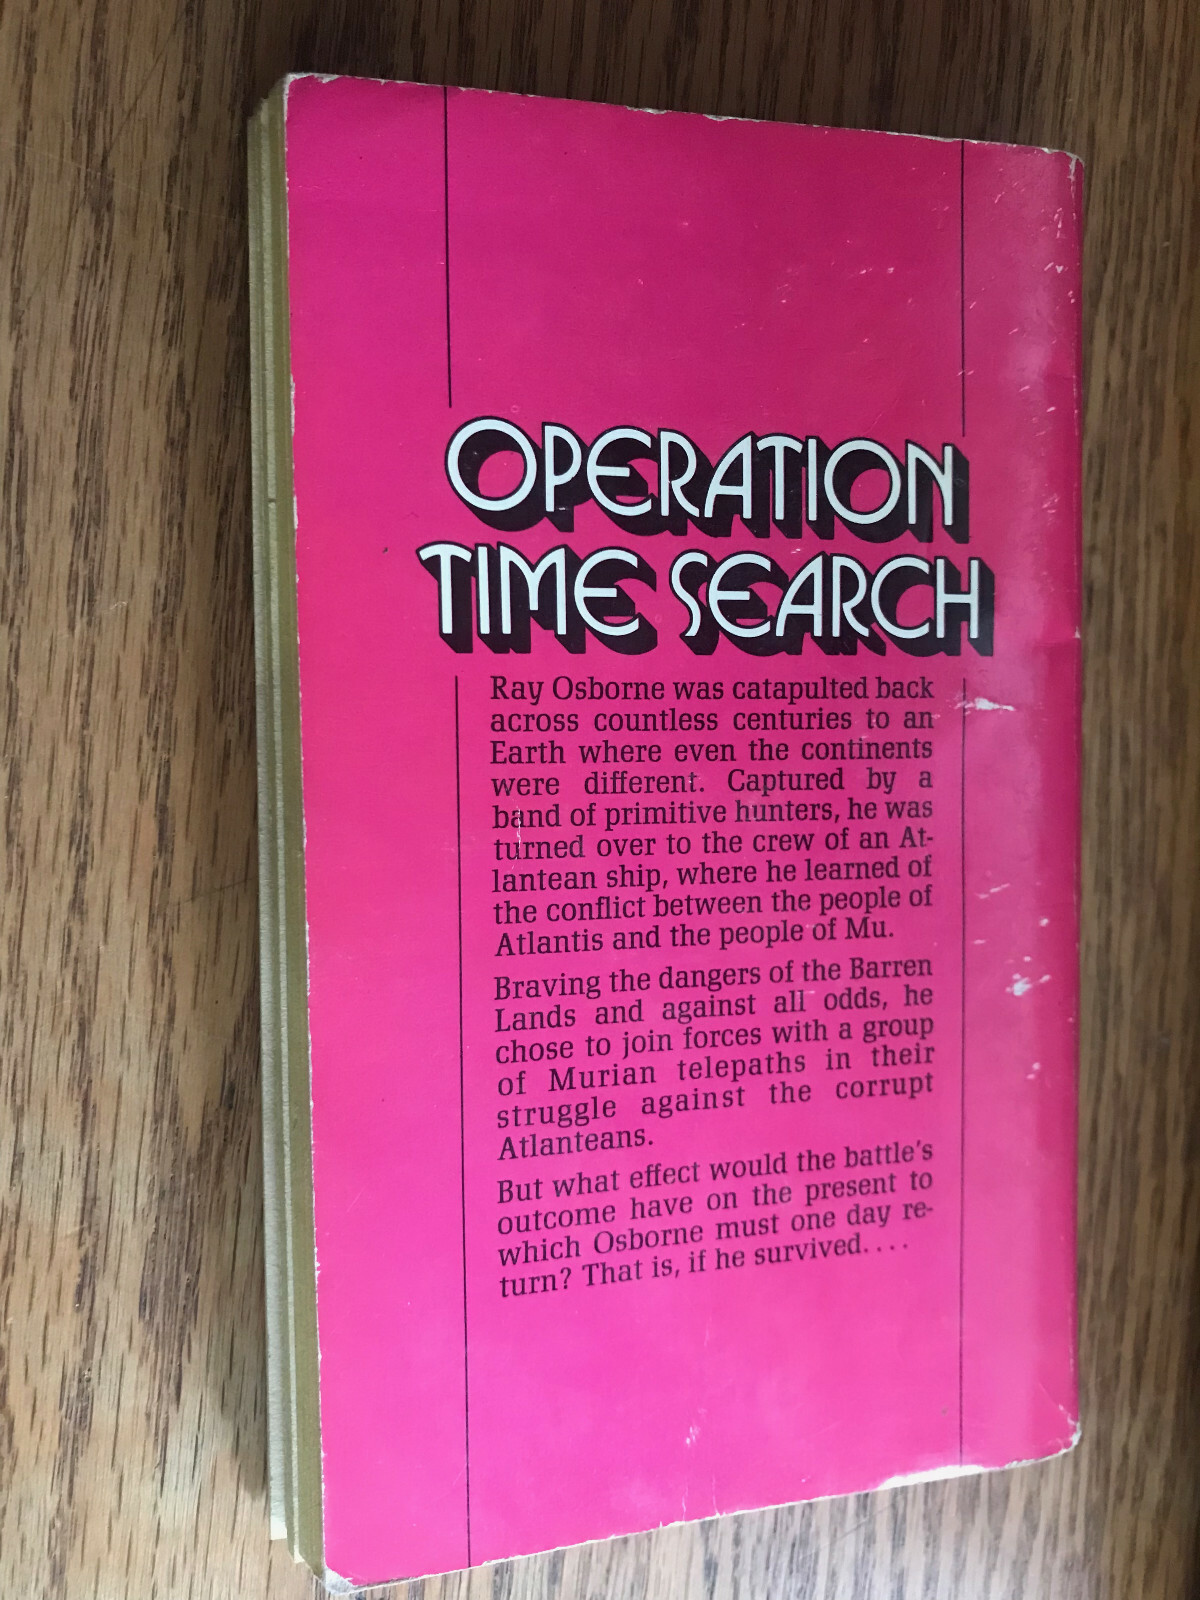 OPERATION
TIME SEARCH
Ray Osborne was catapulted back
across countless centuries to an
Earth where even the continents
were different. Captured by a
band of primitive hunters, he was
turned over to the crew of an At-
lantean ship, where he learned of
the conflict between the people of
Atlantis and the people of Mu.
Braving the dangers of the Barren
Lands and against all odds, he
chose to join forces with a group
of Murian telepaths in their
struggle against the corrupt
Atlanteans.
But what effect would the battle's
outcome have on the present to
which Osborne must one day re-
turn? That is, if he survived....